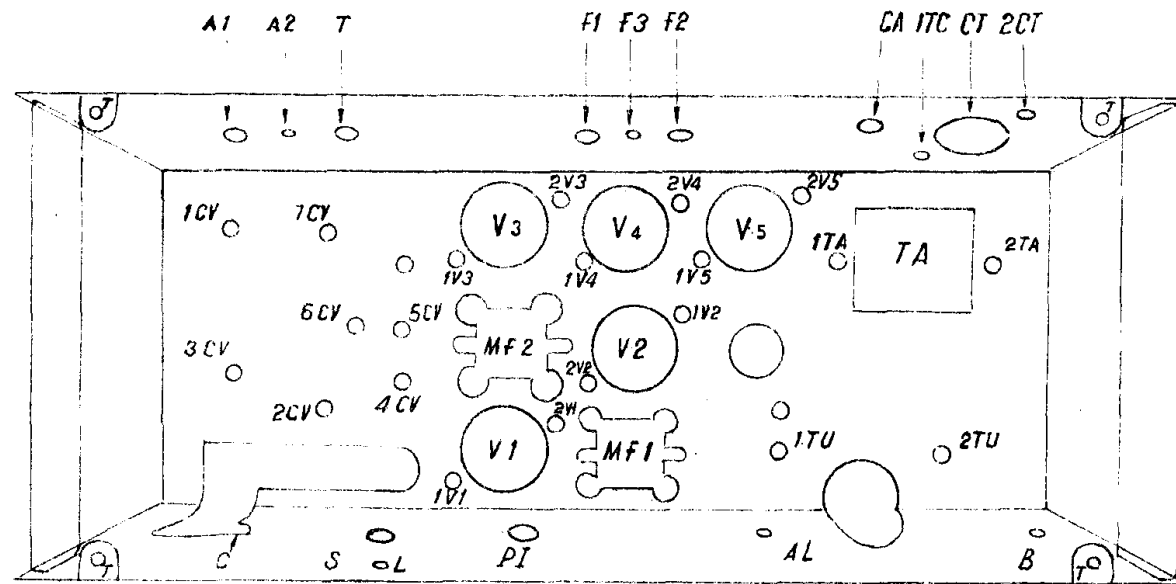 A1 A2 T F1 F3 F2 CA 1TC CT 2CT
T T
2V3 2V4 2V5
1CV 7CV V3 V4 V5 1TA TA 2TA
1V3 1V4 1V5
6CV 5CV 1V2
MF2 V2
3CV
2V2
2CV 4CV
V1 MF1 1TU 2TU
1V1
C S L PI AL B
T T